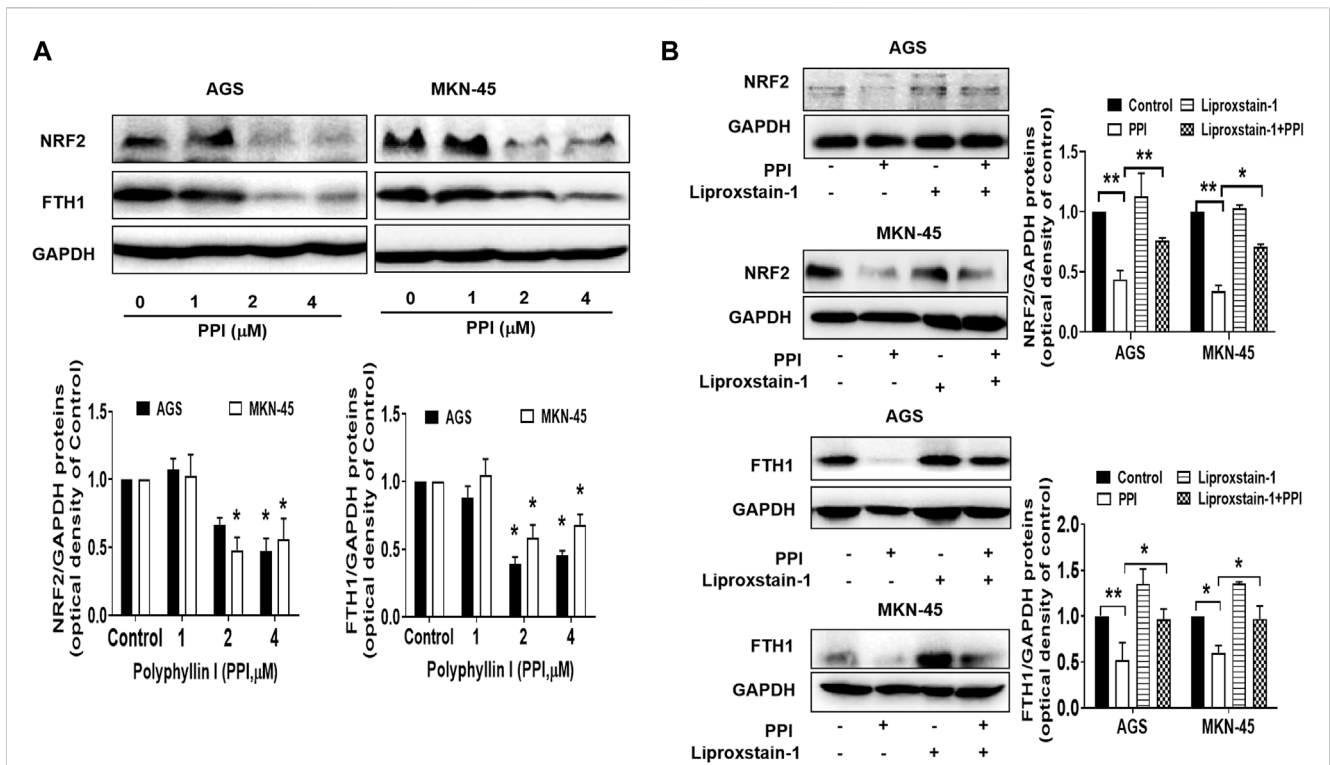 A
AGS MKN-45
NRF2
FTH1
GAPDH
0 1 2 4 0 1 2 4
PPI (μM) PPI (μM)
NRF2/GAPDH proteins
(optical density of Control)
1.5
1.0
0.5
0.0
AGS MKN-45
* * *
Control 1 2 4
Polyphyllin I (PPI,μM)
FTH1/GAPDH proteins
(optical density of Control)
1.5
1.0
0.5
0.0
AGS MKN-45
* * * *
Control 1 2 4
Polyphyllin I (PPI,μM)
B
AGS
NRF2
GAPDH
PPI - + - +
Liproxstain-1 - - + +
MKN-45
NRF2
GAPDH
PPI - + - +
Liproxstain-1 - - + +
NRF2/GAPDH proteins
(optical density of control)
Control Liproxstain-1
PPI Liproxstain-1+PPI
1.5
1.0
0.5
0.0
** ** ** *
AGS MKN-45
AGS
FTH1
GAPDH
PPI - + - +
Liproxstain-1 - - + +
MKN-45
FTH1
GAPDH
PPI - + - +
Liproxstain-1 - - + +
FTH1/GAPDH proteins
(optical density of control)
Control Liproxstain-1
PPI Liproxstain-1+PPI
2.0
1.5
1.0
0.5
0.0
** * * *
AGS MKN-45